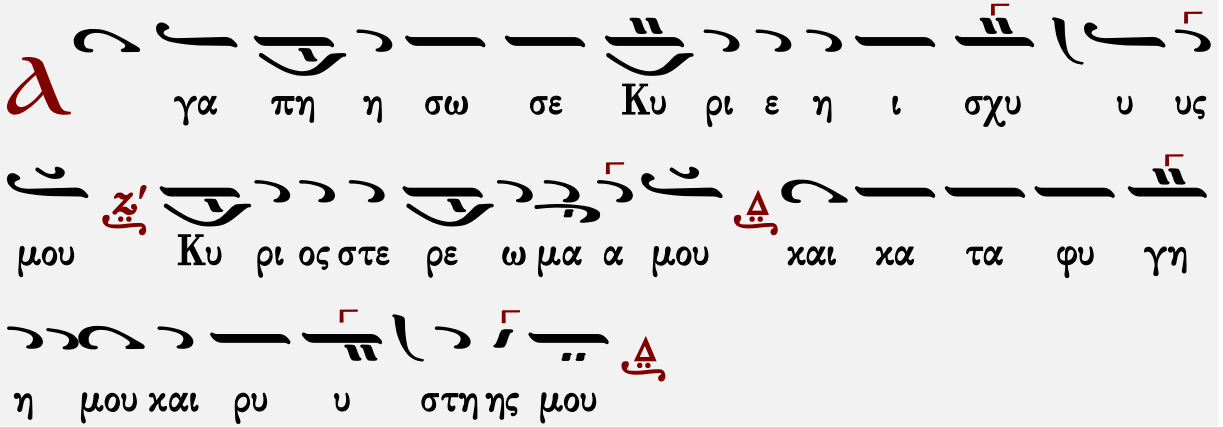 α γα πη η σω σε Κυ ρι ε η ι σχυ υ υς
μου z′ Κυ ρι ος στε ρε ω μα α μου Δ και κα τα φυ γη
η μου και ρυ υ στη ης μου Δ